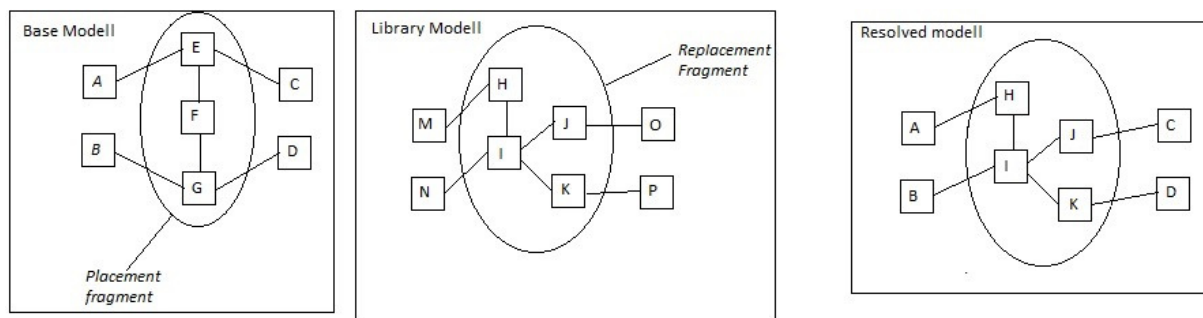 Base Modell
E
A
C
F
B
D
G
Placement
fragment
Library Modell
Replacement
Fragment
H
M
J
O
I
N
K
P
Resolved modell
H
A
J
C
I
B
K
D